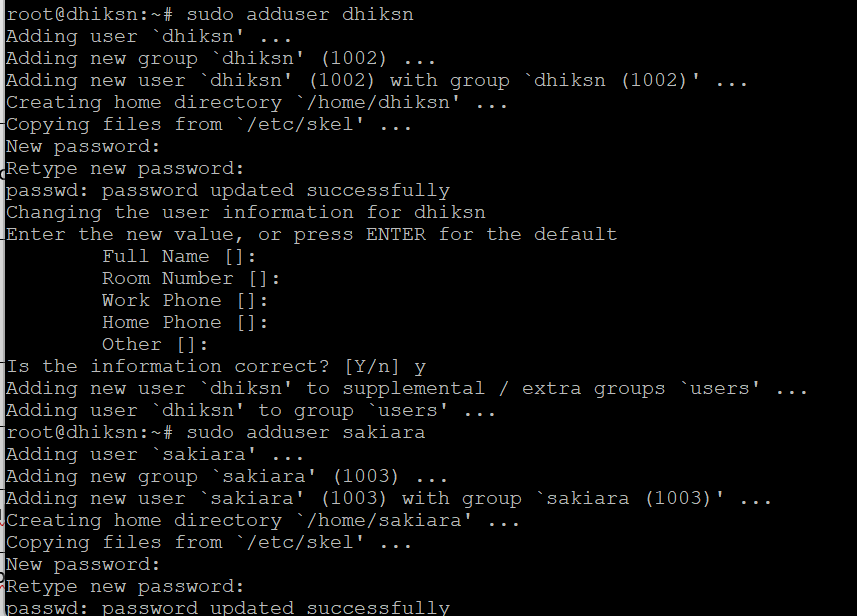 root@dhiksn:~# sudo adduser dhiksn
Adding user `dhiksn' ...
Adding new group `dhiksn' (1002) ...
Adding new user `dhiksn' (1002) with group `dhiksn (1002)' ...
Creating home directory `/home/dhiksn' ...
Copying files from `/etc/skel' ...
New password:
Retype new password:
passwd: password updated successfully
Changing the user information for dhiksn
Enter the new value, or press ENTER for the default
        Full Name []:
        Room Number []:
        Work Phone []:
        Home Phone []:
        Other []:
Is the information correct? [Y/n] y
Adding new user `dhiksn' to supplemental / extra groups `users' ...
Adding user `dhiksn' to group `users' ...
root@dhiksn:~# sudo adduser sakiara
Adding user `sakiara' ...
Adding new group `sakiara' (1003) ...
Adding new user `sakiara' (1003) with group `sakiara (1003)' ...
Creating home directory `/home/sakiara' ...
Copying files from `/etc/skel' ...
New password:
Retype new password:
passwd: password updated successfully